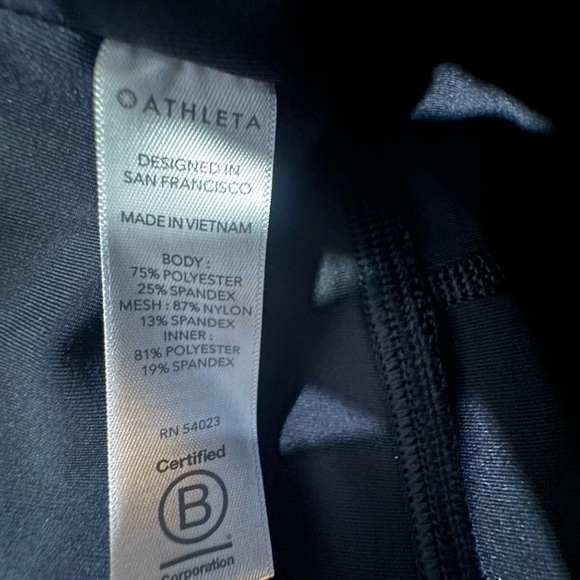 ATHLETA
DESIGNED IN
SAN FRANCISCO
MADE IN VIETNAM
BODY :
75% POLYESTER
25% SPANDEX
MESH : 87% NYLON
13% SPANDEX
INNER :
81% POLYESTER
19% SPANDEX
RN 54023
Certified
B
Corporation